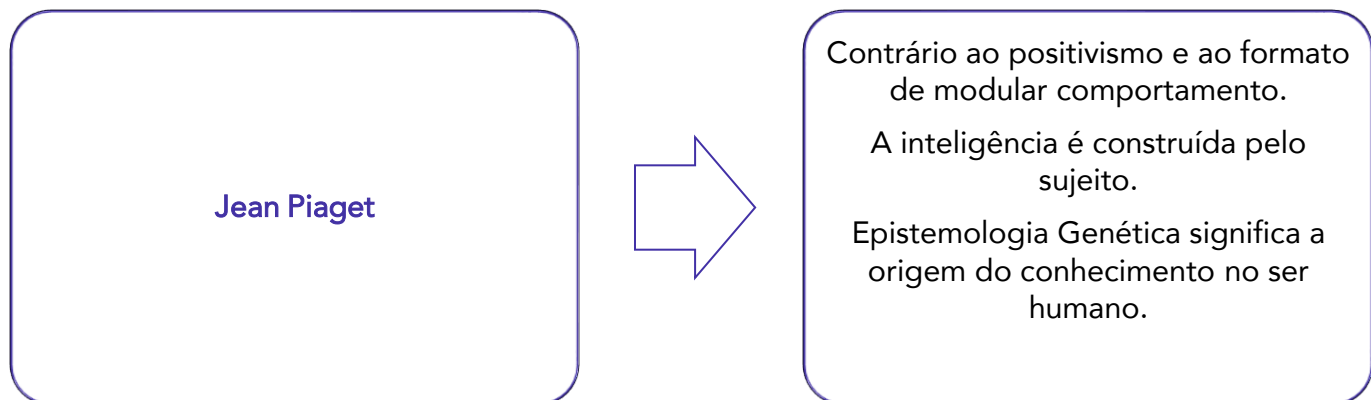 Jean Piaget
Contrário ao positivismo e ao formato
de modular comportamento.
A inteligência é construída pelo
sujeito.
Epistemologia Genética significa a
origem do conhecimento no ser
humano.